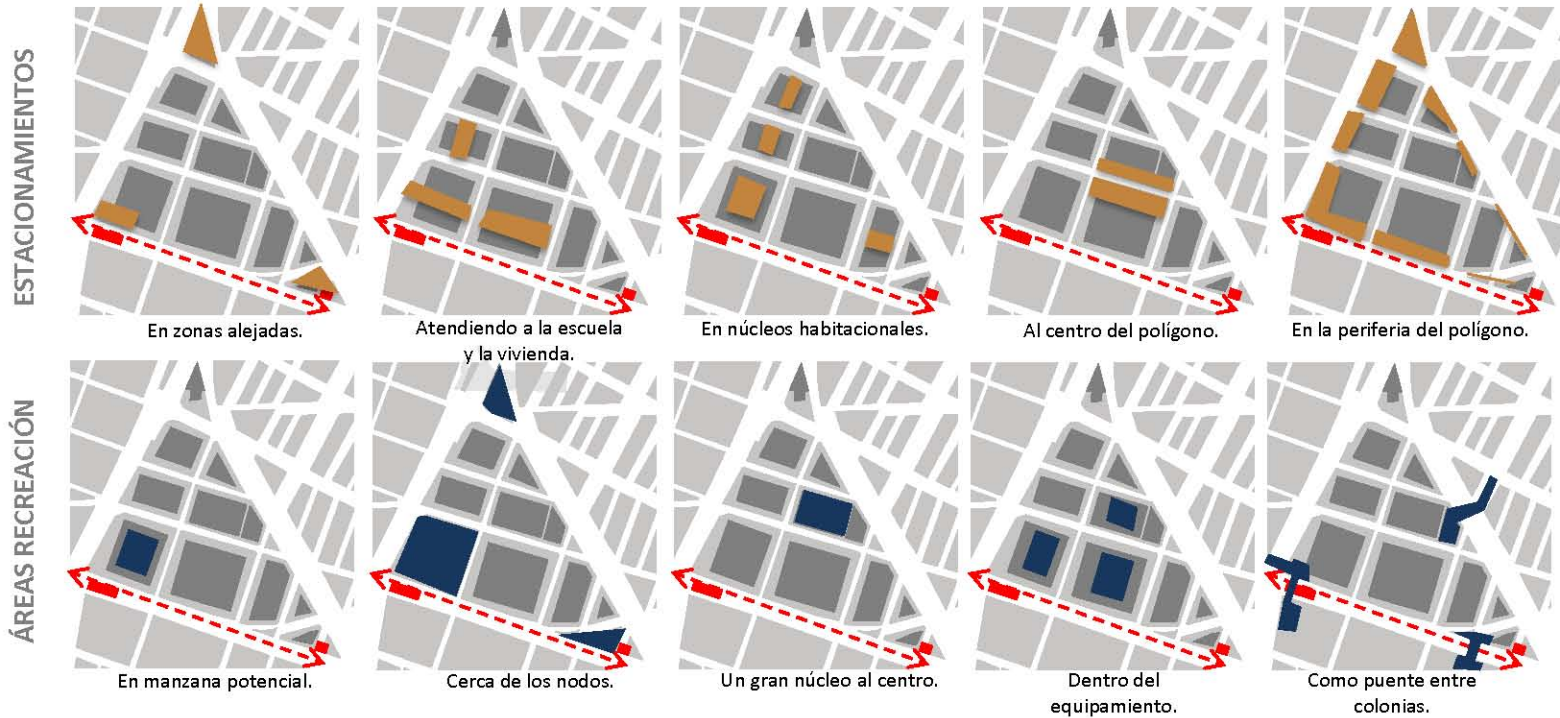 ESTACIONAMIENTOS
En zonas alejadas.
Atendiendo a la escuela
y la vivienda.
En núcleos habitacionales.
Al centro del polígono.
En la periferia del polígono.
ÁREAS RECREACIÓN
En manzana potencial.
Cerca de los nodos.
Un gran núcleo al centro.
Dentro del
equipamiento.
Como puente entre
colonias.